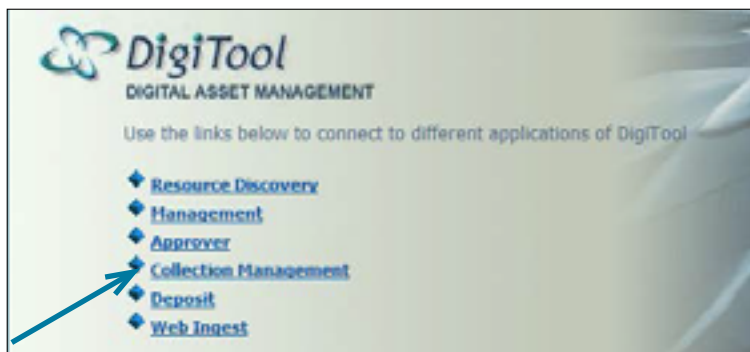 DigiTool
DIGITAL ASSET MANAGEMENT
Use the links below to connect to different applications of DigiTool
Resource Discovery
Management
Approver
Collection Management
Deposit
Web Ingest